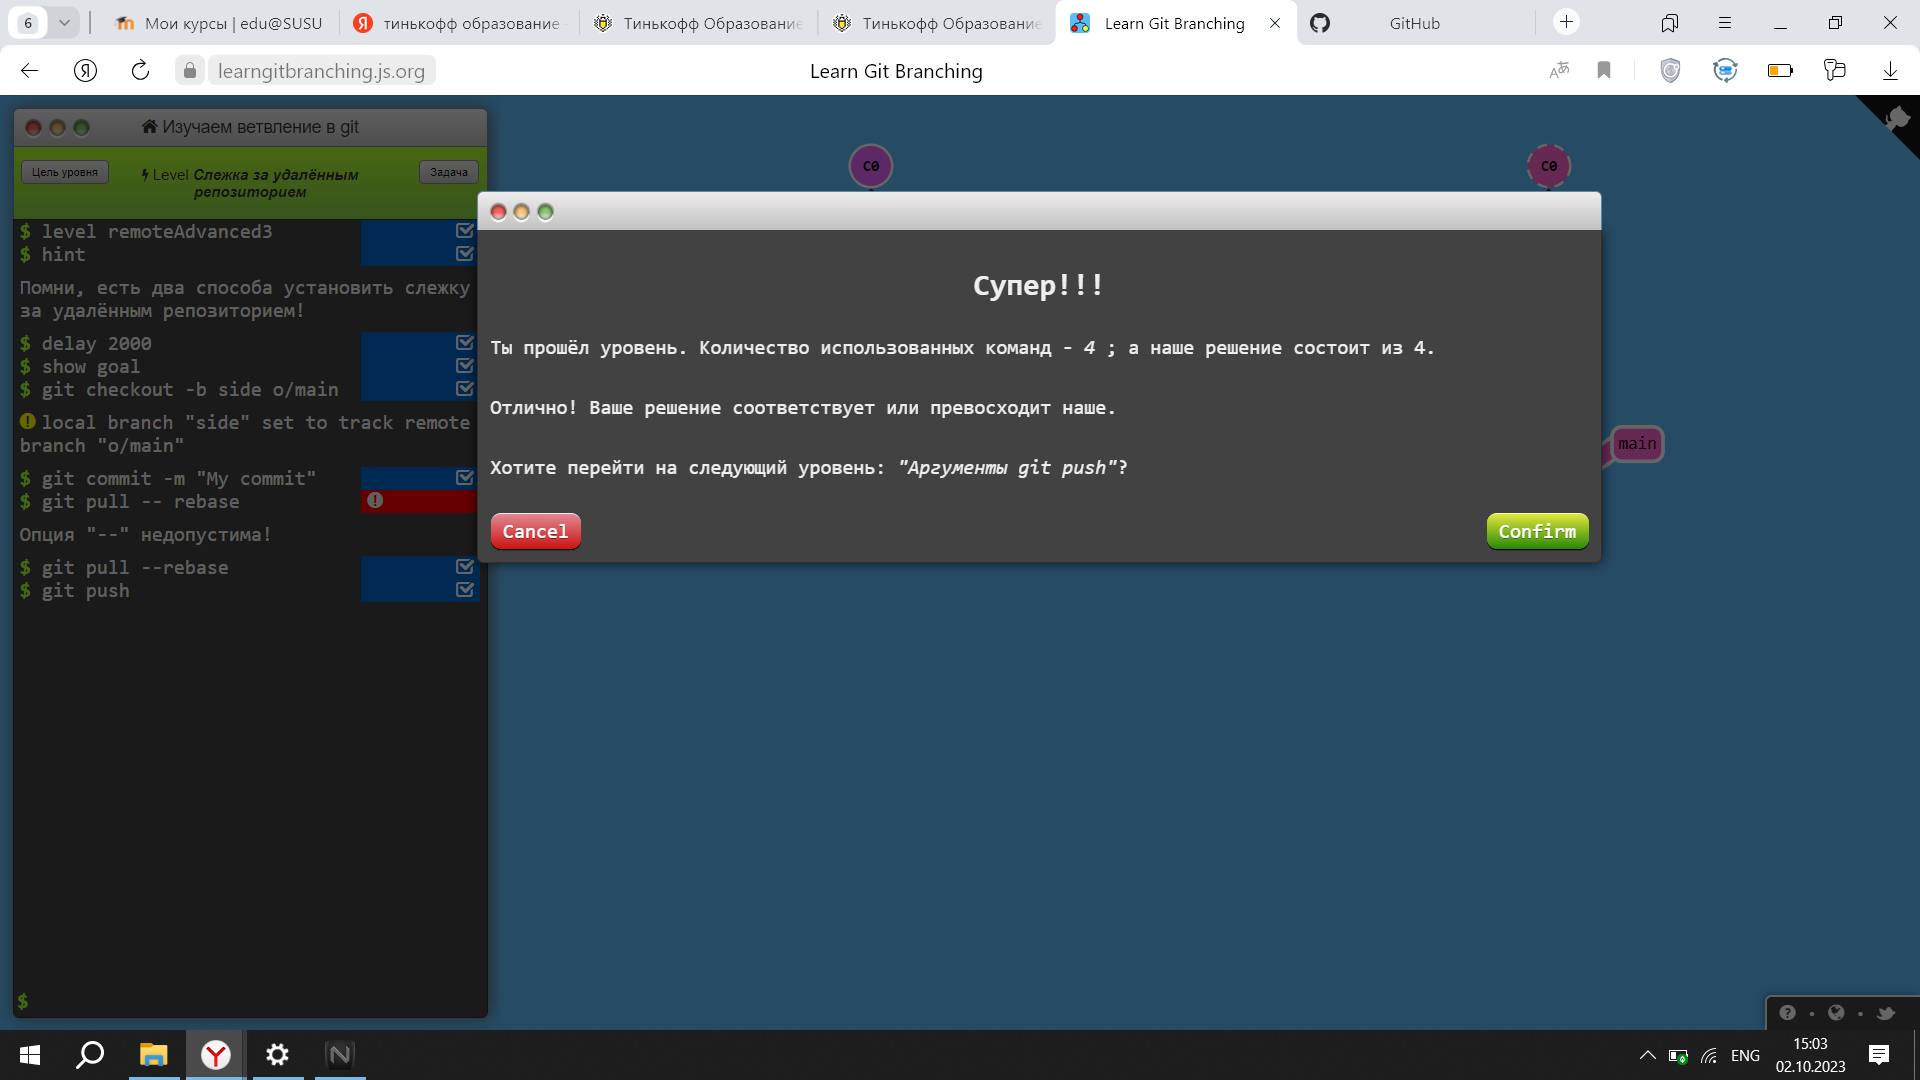 6
Мои курсы | edu@SUSU
тинькофф образование
Тинькофф Образование
Тинькофф Образование
Learn Git Branching
GitHub
learngitbranching.js.org
Learn Git Branching
Изучаем ветвление в git
Цель уровня
Level Слежка за удалённым
репозиторием
Задача
$ level remoteAdvanced3
$ hint
Помни, есть два способа установить слежку
за удалённым репозиторием!
$ delay 2000
$ show goal
$ git checkout -b side o/main
local branch "side" set to track remote
branch "o/main"
$ git commit -m "My commit"
$ git pull -- rebase
Опция "--" недопустима!
$ git pull --rebase
$ git push
$
C0
C0
main
Супер!!!
Ты прошёл уровень. Количество использованных команд - 4 ; а наше решение состоит из 4.
Отлично! Ваше решение соответствует или превосходит наше.
Хотите перейти на следующий уровень: "Аргументы git push"?
Cancel
Confirm
ENG
15:03
02.10.2023